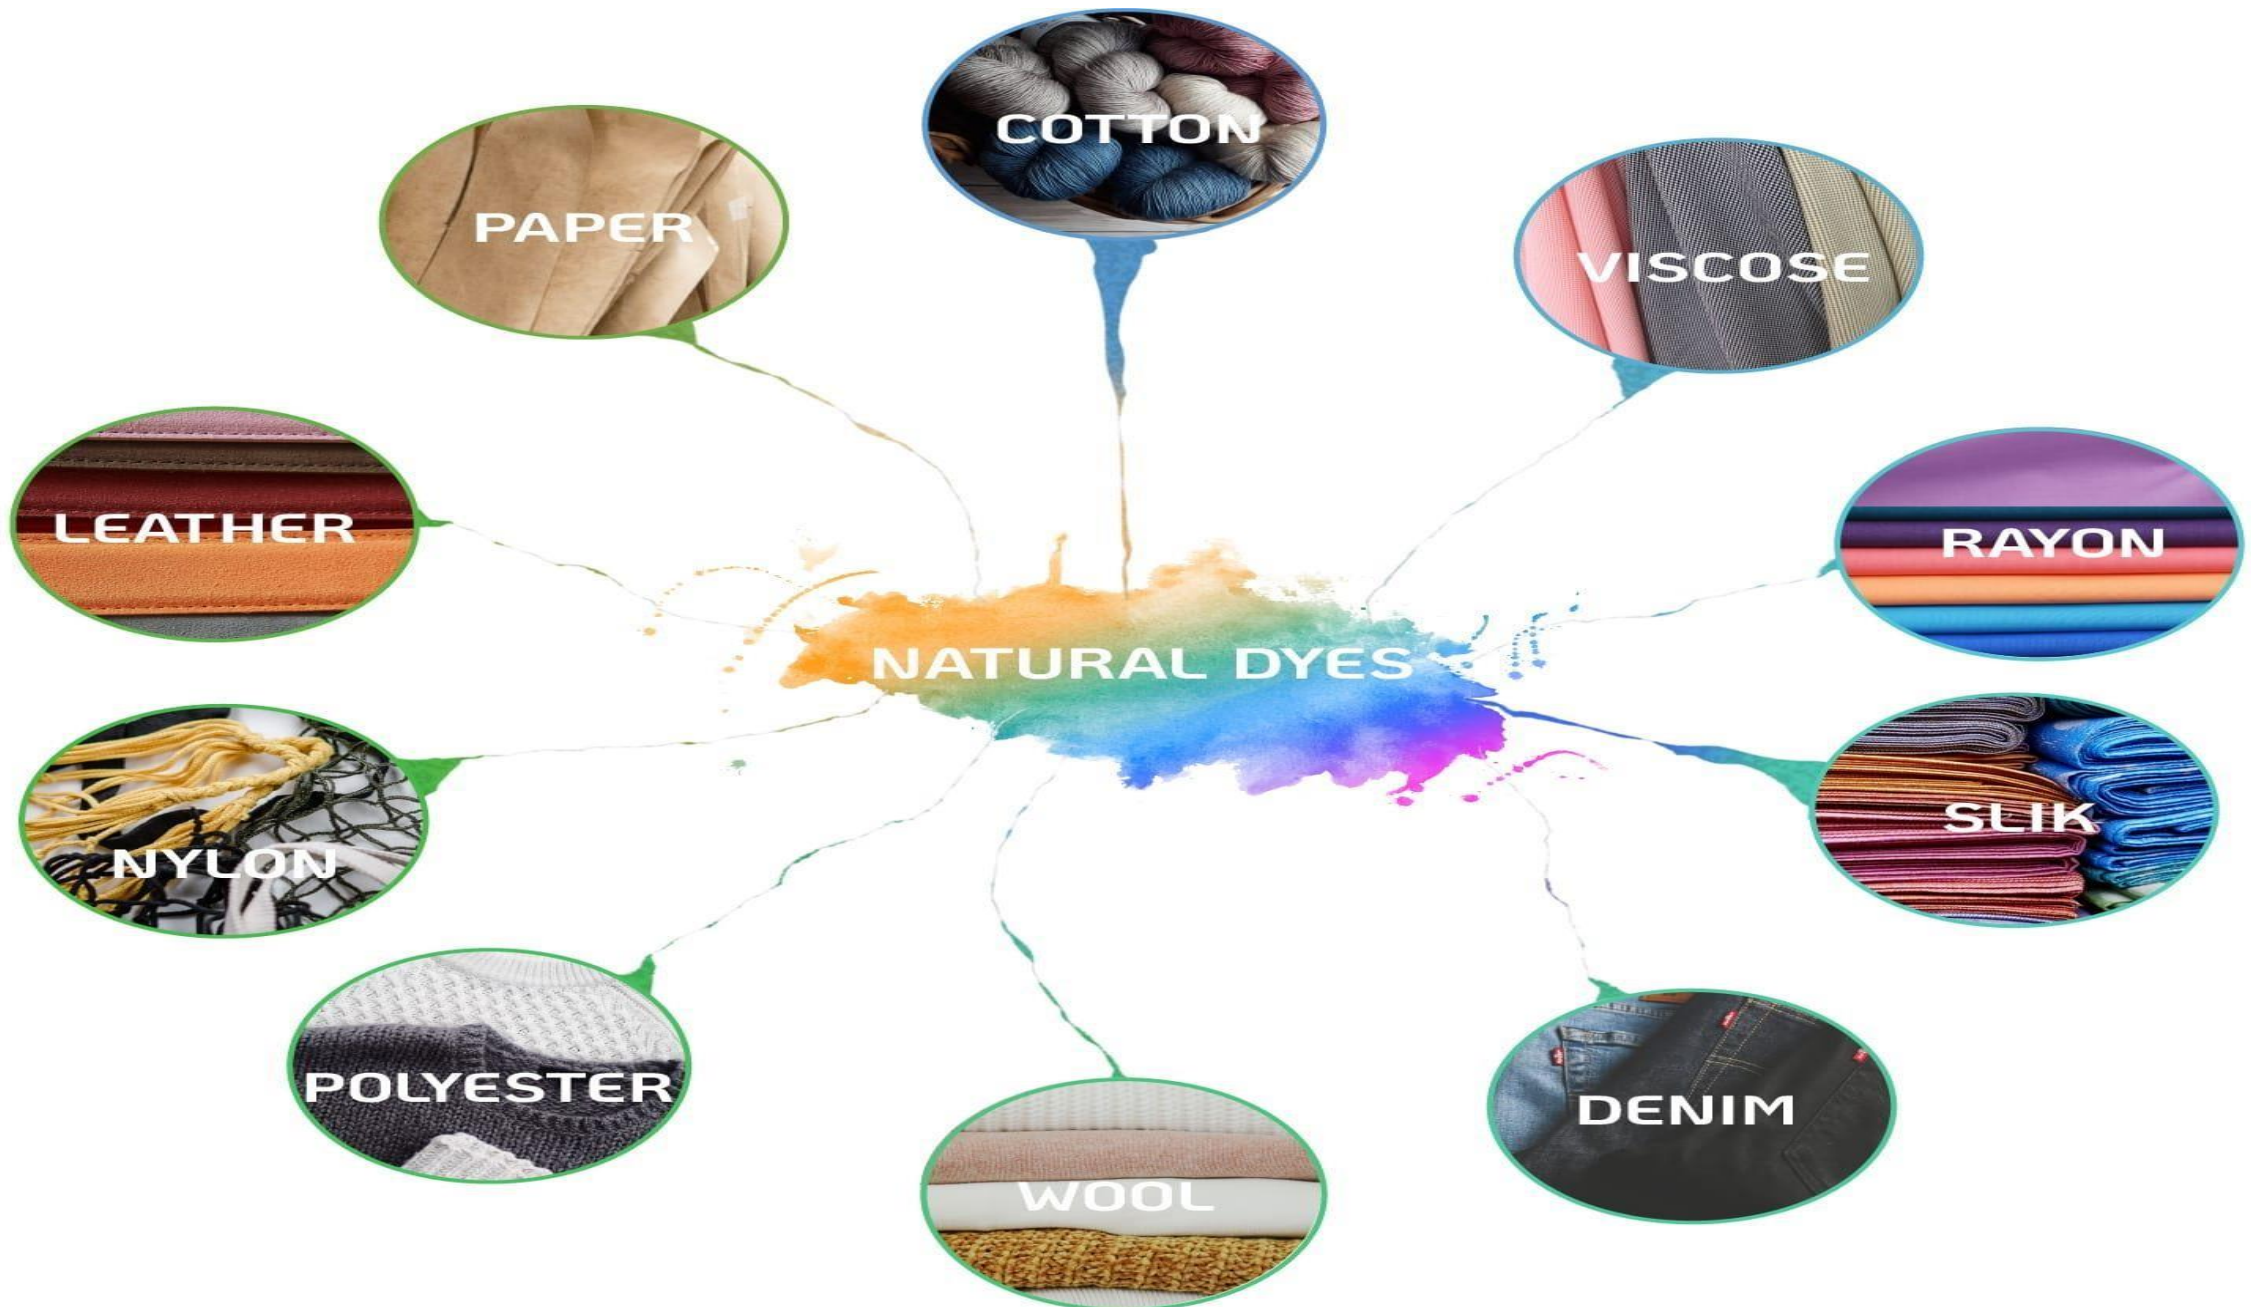 COTTON
PAPER
VISCOSE
LEATHER
RAYON
NATURAL DYES
NYLON
SLIK
POLYESTER
DENIM
WOOL